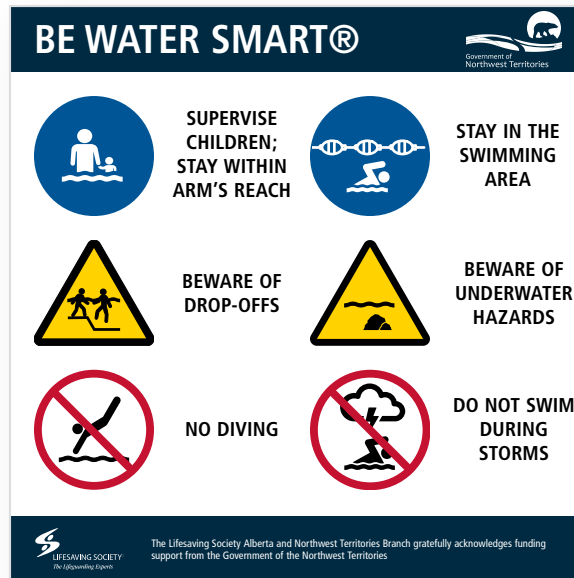 BE WATER SMART®
Government of
Northwest Territories
SUPERVISE
CHILDREN;
STAY WITHIN
ARM'S REACH
STAY IN THE
SWIMMING
AREA
BEWARE OF
DROP-OFFS
BEWARE OF
UNDERWATER
HAZARDS
NO DIVING
DO NOT SWIM
DURING
STORMS
LIFESAVING SOCIETY
The Lifeguarding Experts
The Lifesaving Society Alberta and Northwest Territories Branch gratefully acknowledges funding
support from the Government of the Northwest Territories